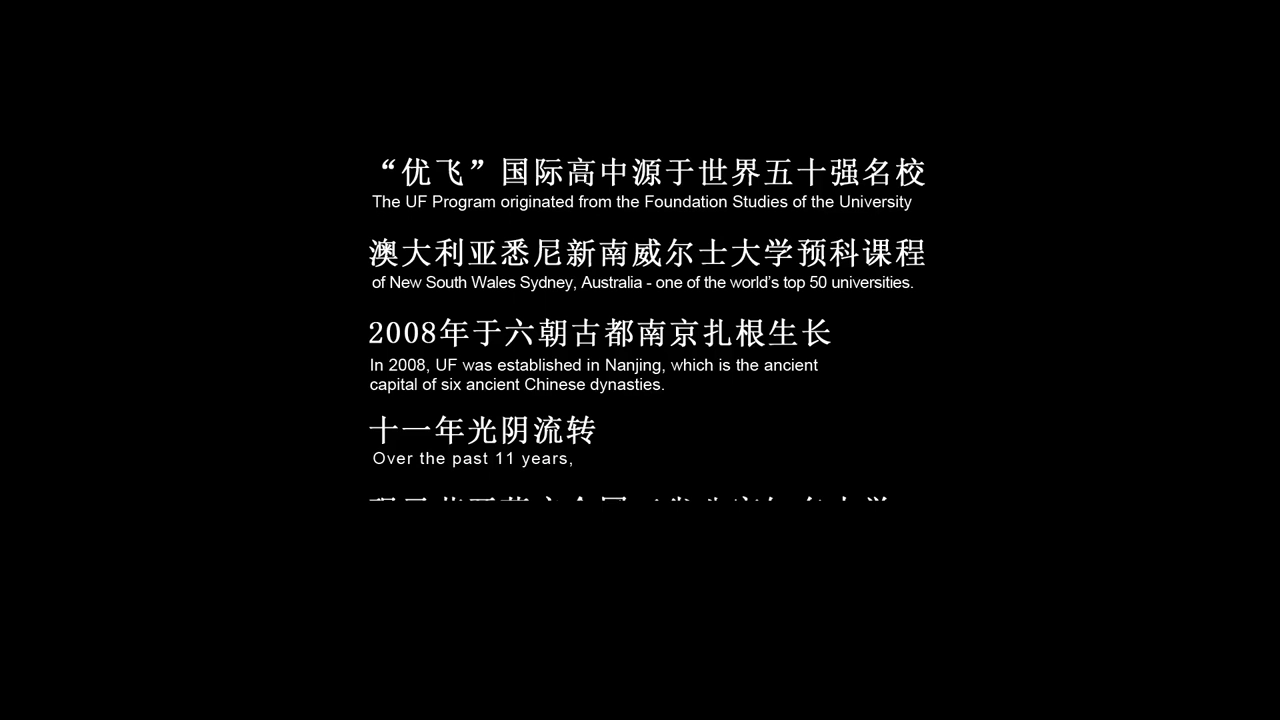 “优飞”国际高中源于世界五十强名校
The UF Program originated from the Foundation Studies of the University
澳大利亚悉尼新南威尔士大学预科课程
of New South Wales Sydney, Australia - one of the world's top 50 universities.
2008年于六朝古都南京扎根生长
In 2008, UF was established in Nanjing, which is the ancient
capital of six ancient Chinese dynasties.
十一年光阴流转
Over the past 11 years,